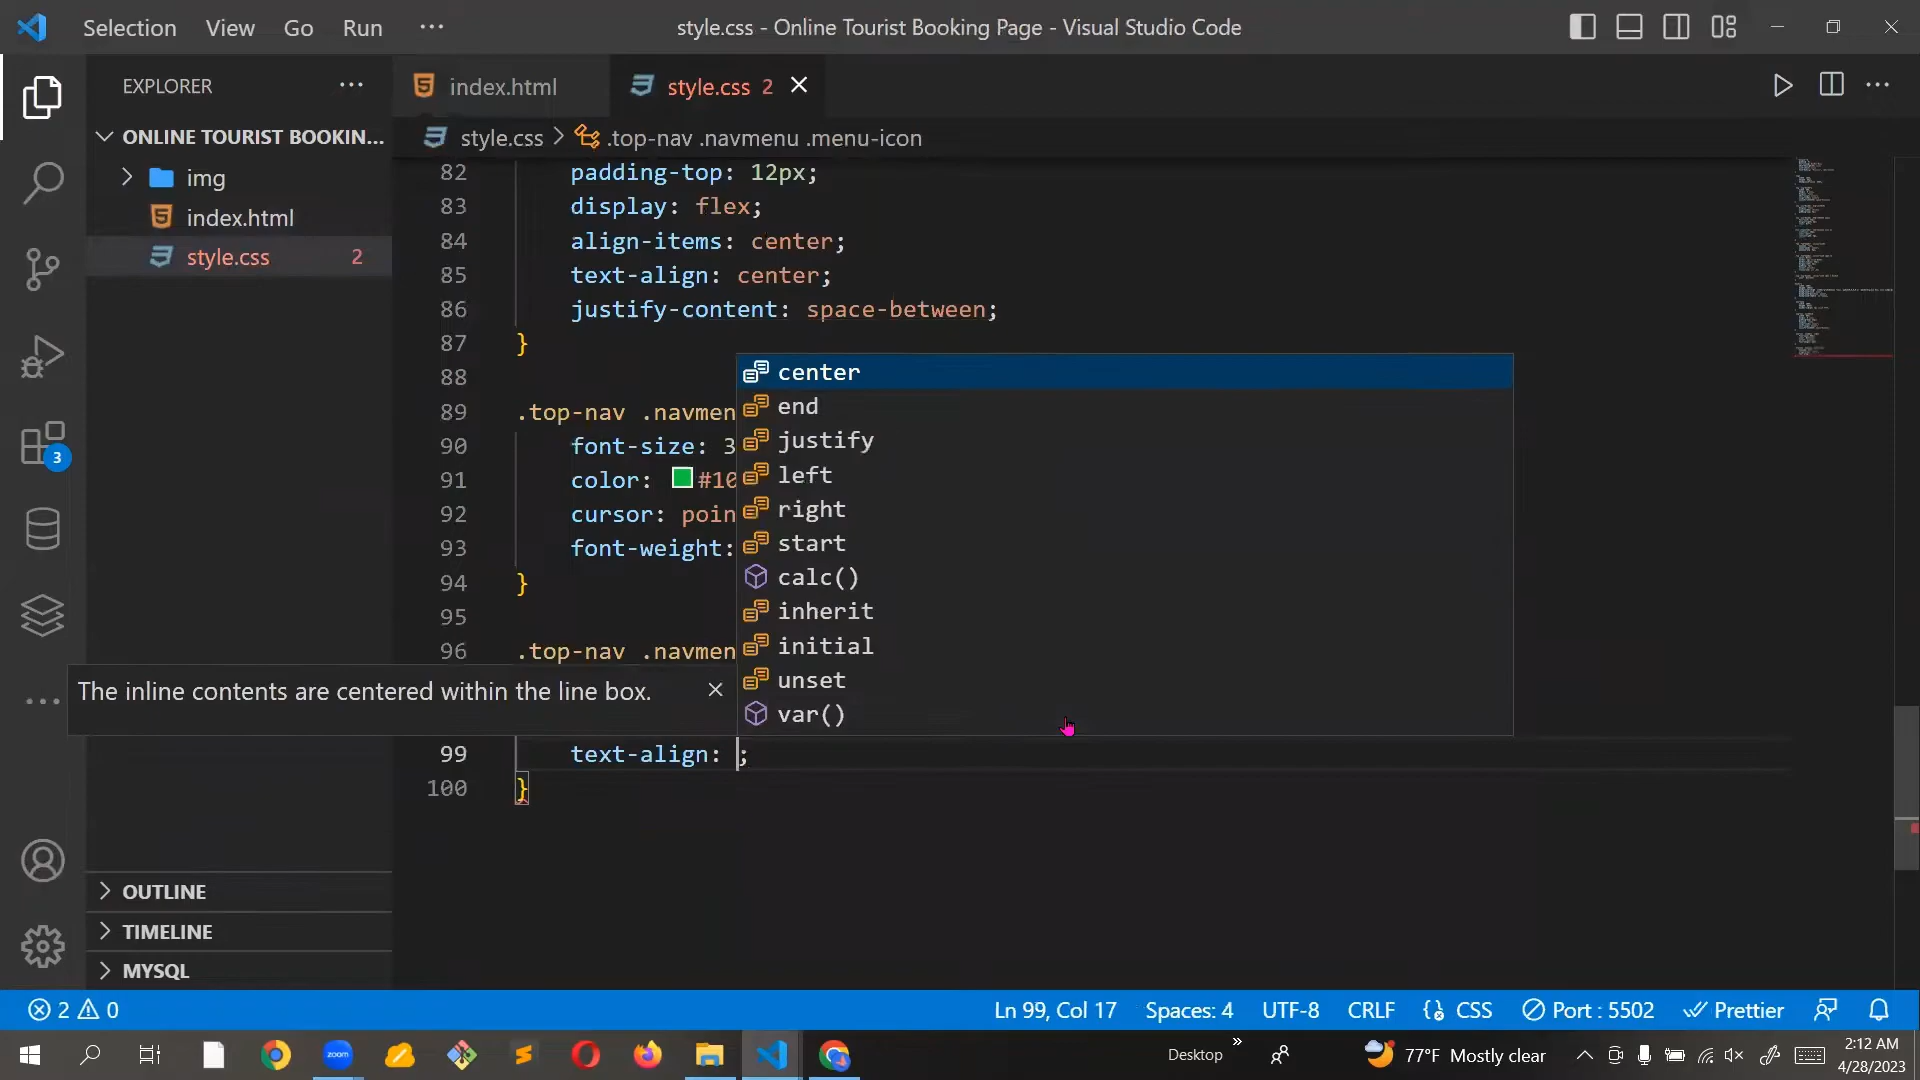 Selection View Go Run ··· style.css - Online Tourist Booking Page - Visual Studio Code
EXPLORER ···
index.html
style.css 2
ONLINE TOURIST BOOKIN...
img
index.html
style.css 2
style.css > .top-nav .navmenu .menu-icon
82 padding-top: 12px;
83 display: flex;
84 align-items: center;
85 text-align: center;
86 justify-content: space-between;
87 }
88
89 .top-nav .navmen
90 font-size: 3
91 color: #10
92 cursor: poin
93 font-weight:
94 }
95
96 .top-nav .navmen
99 text-align: ;
100 }
center
end
justify
left
right
start
calc()
inherit
initial
unset
var()
The inline contents are centered within the line box.
3
OUTLINE
TIMELINE
MYSQL
2 0 Ln 99, Col 17 Spaces: 4 UTF-8 CRLF {} CSS Port : 5502 Prettier
zoom
Desktop
77°F Mostly clear
2:12 AM
4/28/2023